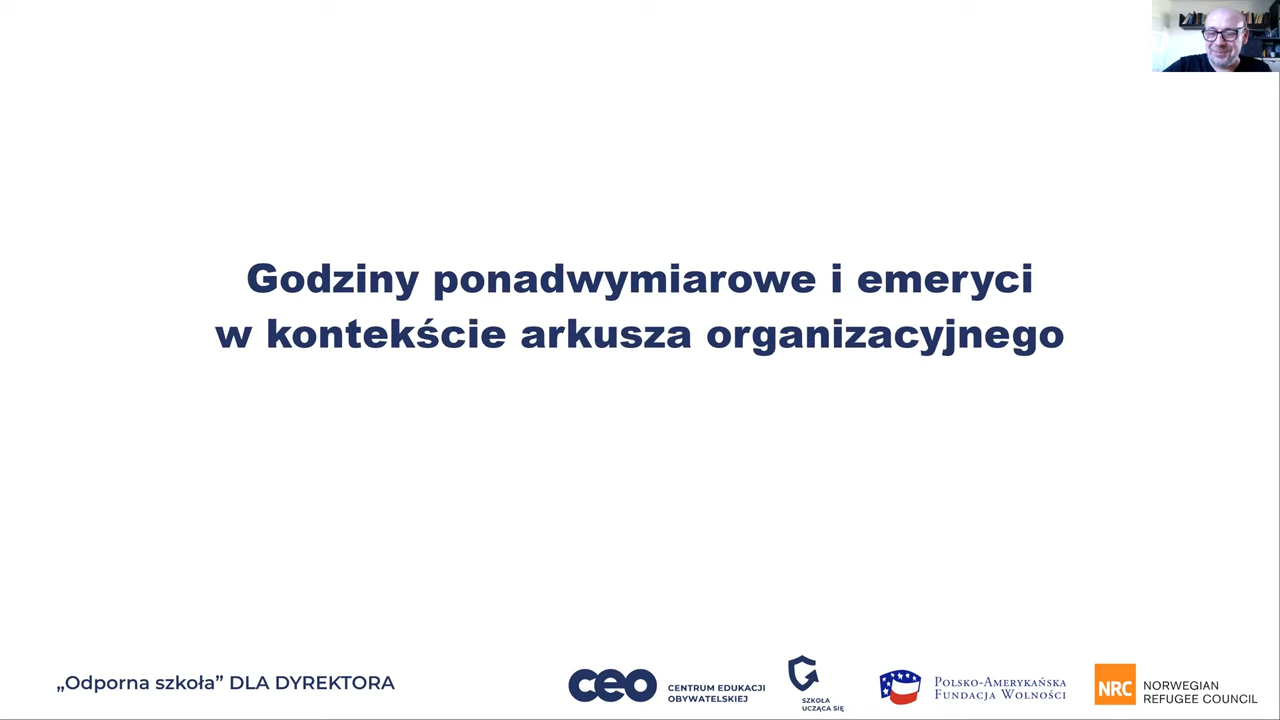 Godziny ponadwymiarowe i emeryci
w kontekście arkusza organizacyjnego
„Odporna szkoła” DLA DYREKTORA
ceo
CENTRUM EDUKACJI
OBYWATELSKIEJ
SZKOŁA
UCZĄCA SIĘ
POLSKO-AMERYKAŃSKA
FUNDACJA WOLNOŚCI
NRC
NORWEGIAN
REFUGEE COUNCIL